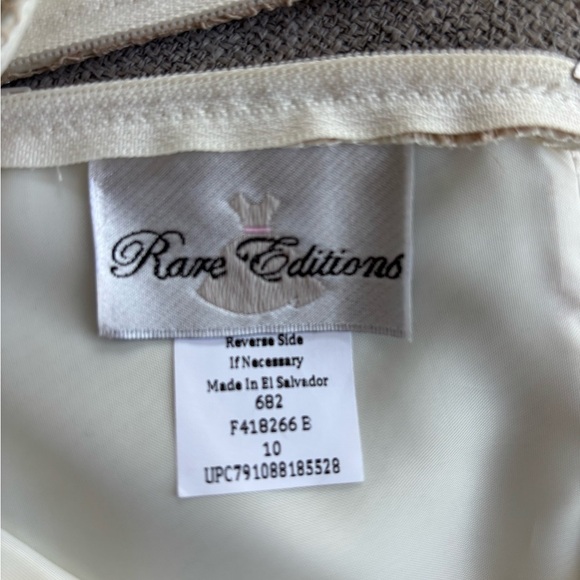 Rare Editions
Reverse Side
If Necessary
Made In El Salvador
682
F418266 B
10
UPC791088185528